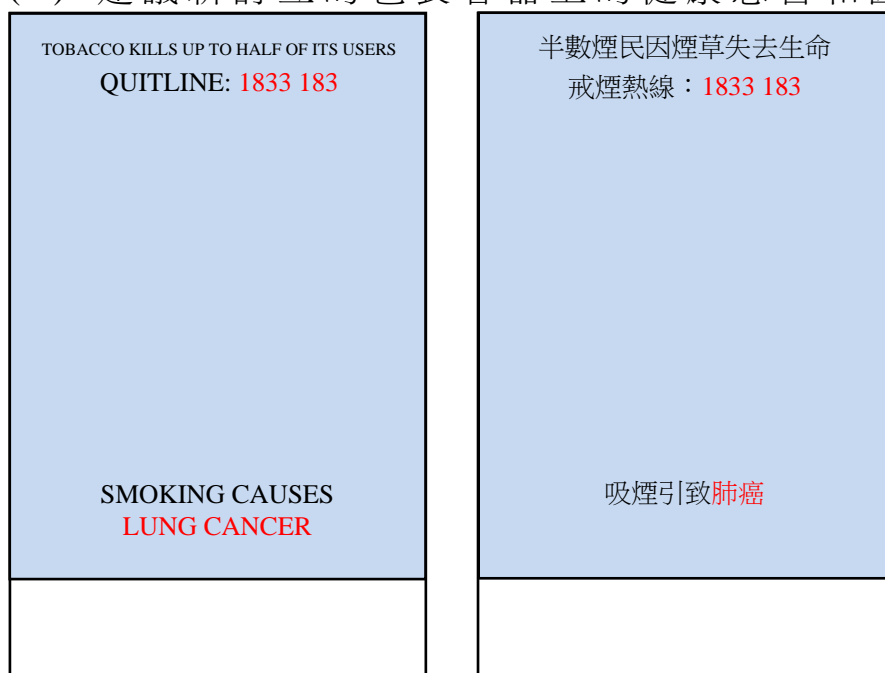 TOBACCO KILLS UP TO HALF OF ITS USERS
QUITLINE: 1833 183
SMOKING CAUSES
LUNG CANCER
半數煙民因煙草失去生命
戒煙熱線：1833 183
吸煙引致肺癌